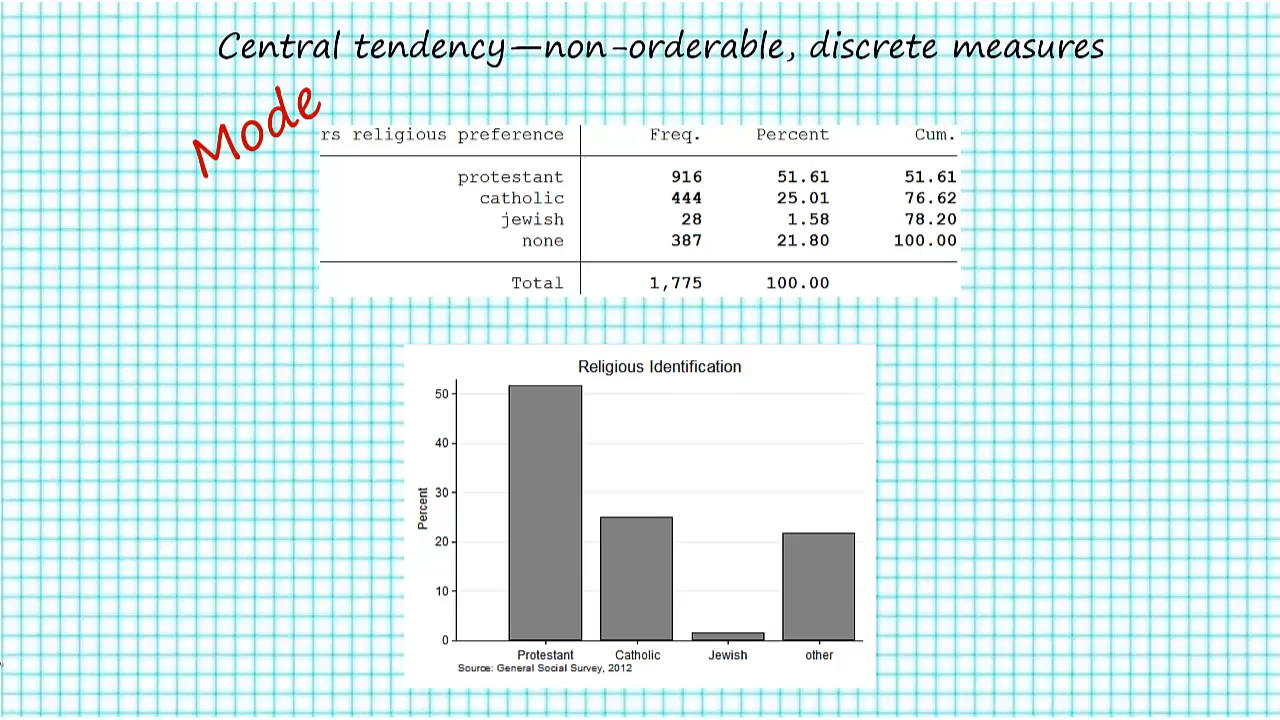 Central tendency—non-orderable, discrete measures
Mode
rs religious preference Freq. Percent Cum.
protestant 916 51.61 51.61
catholic 444 25.01 76.62
jewish 28 1.58 78.20
none 387 21.80 100.00
Total 1,775 100.00
Religious Identification
50
40
30
20
10
0
Percent
Protestant Catholic Jewish other
Source: General Social Survey, 2012